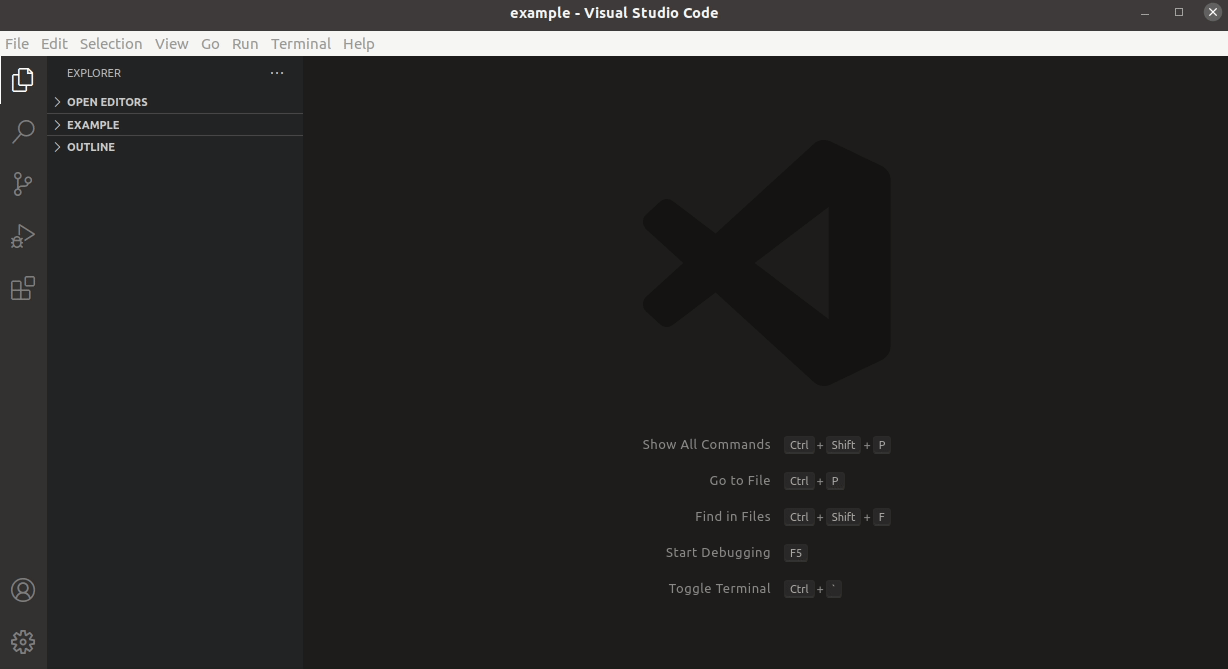 example - Visual Studio Code
File Edit Selection View Go Run Terminal Help
EXPLORER
OPEN EDITORS
EXAMPLE
OUTLINE
Show All Commands Ctrl + Shift + P
Go to File Ctrl + P
Find in Files Ctrl + Shift + F
Start Debugging F5
Toggle Terminal Ctrl + `